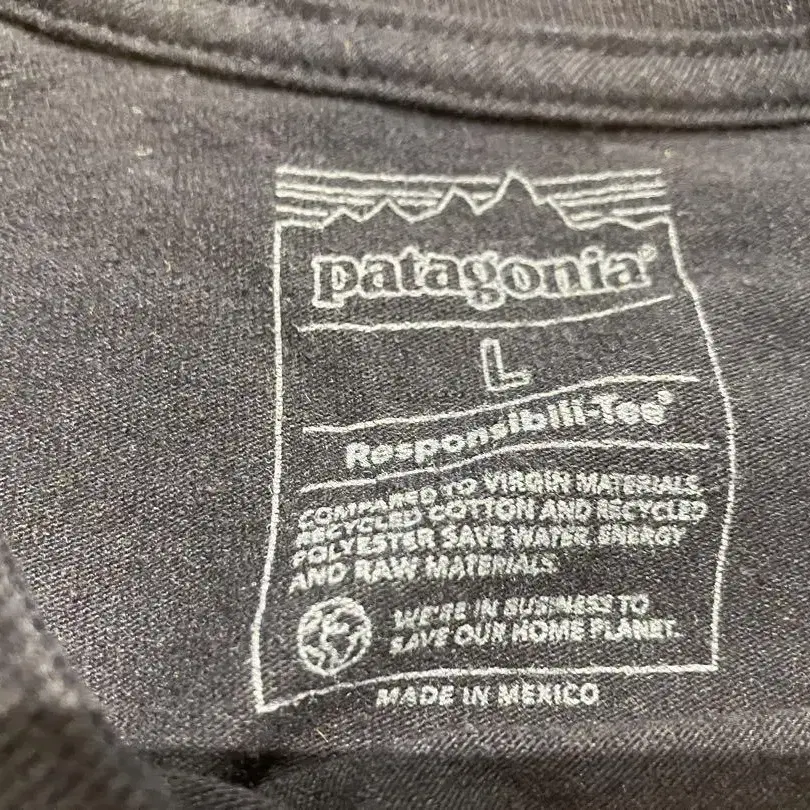 patagonia®
L
Responsibili-Tee®
COMPARED TO VIRGIN MATERIALS,
RECYCLED COTTON AND RECYCLED
POLYESTER SAVE WATER, ENERGY
AND RAW MATERIALS.
WE'RE IN BUSINESS TO
SAVE OUR HOME PLANET.
MADE IN MEXICO